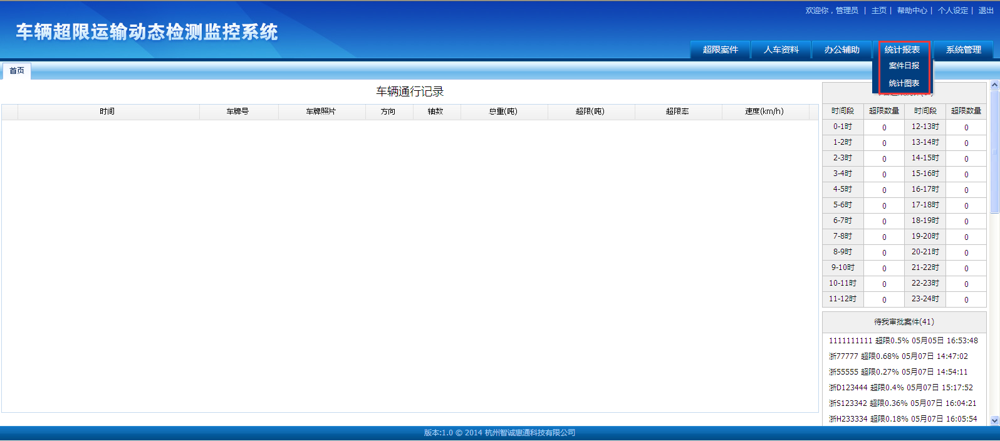 欢迎你，管理员 | 主页 | 帮助中心 | 个人设定 | 退出
车辆超限运输动态检测监控系统
超限案件 人车资料 办公辅助 统计报表 系统管理
案件日报
统计图表
首页
车辆通行记录
时间 车牌号 车牌照片 方向 轴数 总重(吨) 超限(吨) 超限率 速度(km/h)
时间段 超限数量 时间段 超限数量
0-1时 0 12-13时 0
1-2时 0 13-14时 0
2-3时 0 14-15时 0
3-4时 0 15-16时 0
4-5时 0 16-17时 0
5-6时 0 17-18时 0
6-7时 0 18-19时 0
7-8时 0 19-20时 0
8-9时 0 20-21时 0
9-10时 0 21-22时 0
10-11时 0 22-23时 0
11-12时 0 23-24时 0
待我审批案件(41)
1111111111 超限0.5% 05月05日 16:53:48
浙77777 超限0.68% 05月07日 14:47:02
浙55555 超限0.27% 05月07日 14:54:11
浙D123444 超限0.4% 05月07日 15:17:52
浙S123342 超限0.36% 05月07日 16:04:21
浙H233334 超限0.18% 05月07日 16:05:54
版本:1.0 © 2014 杭州智诚惠通科技有限公司